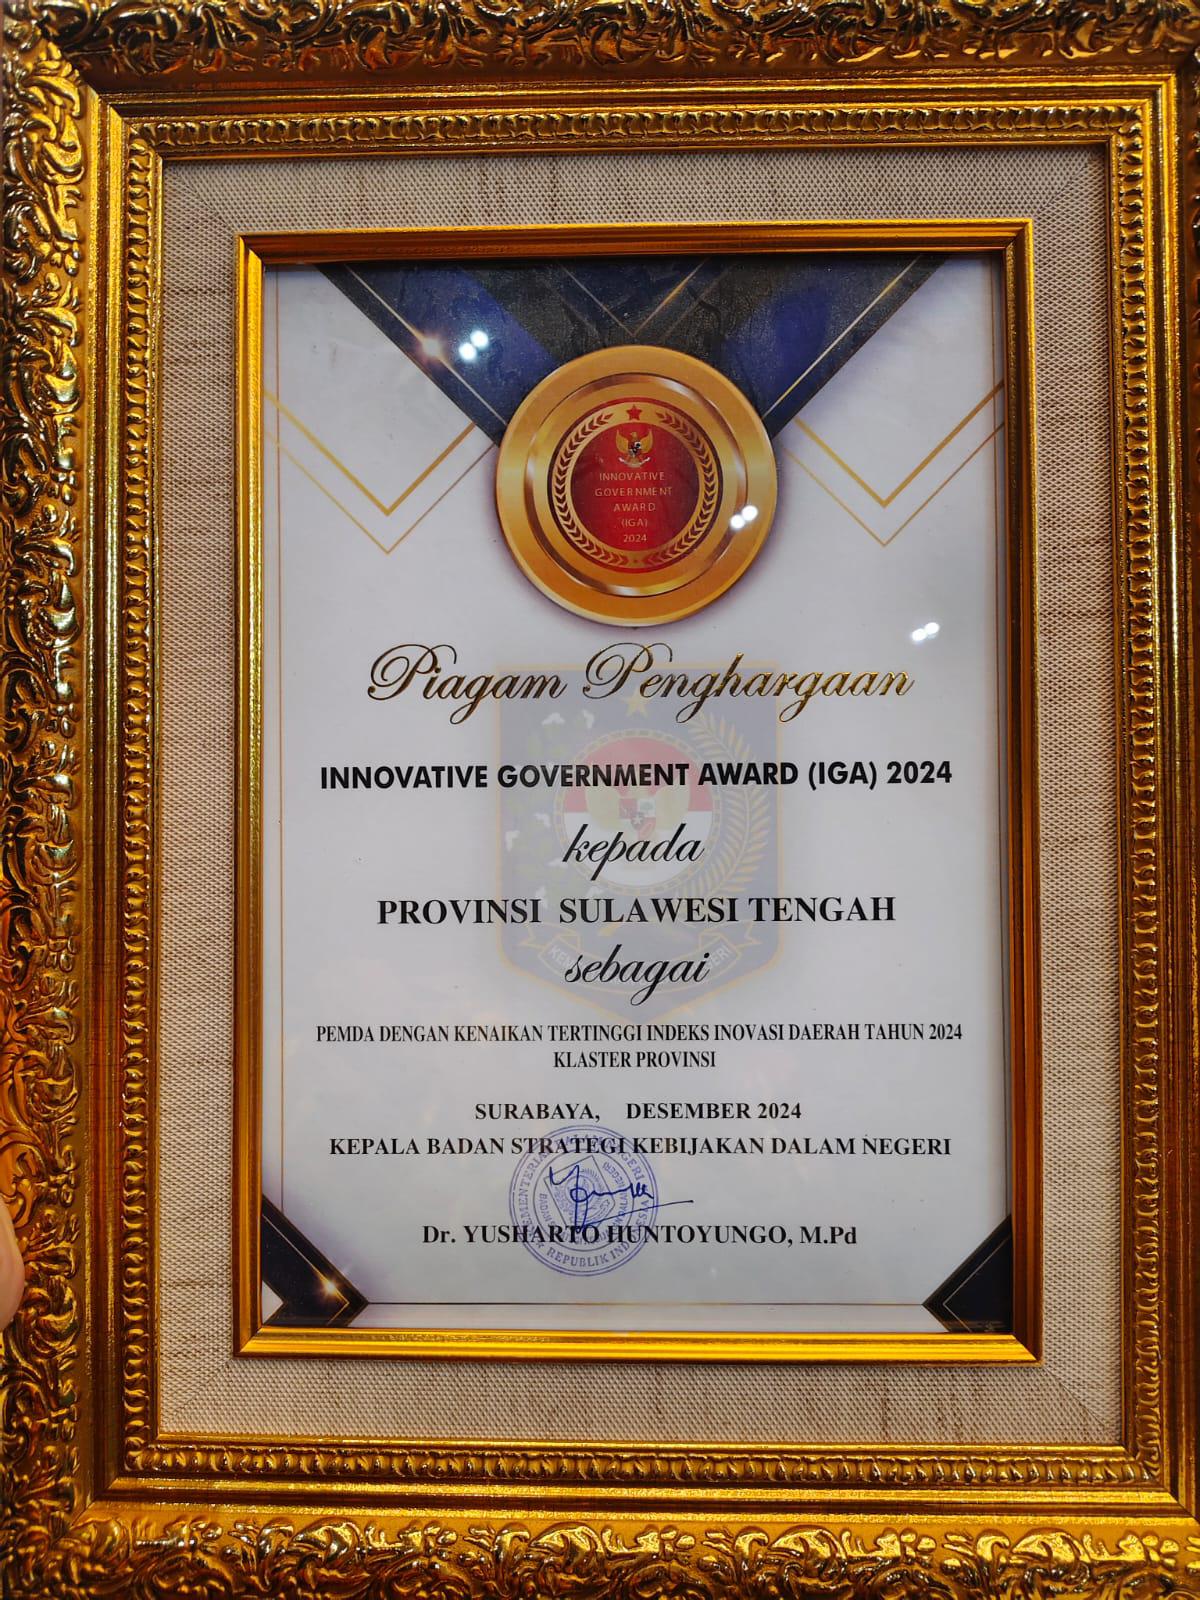 INNOVATIVE
GOVERNMENT
AWARD
(IGA)
2024
Piagam Penghargaan
INNOVATIVE GOVERNMENT AWARD (IGA) 2024
kepada
PROVINSI SULAWESI TENGAH
sebagai
PEMDA DENGAN KENAIKAN TERTINGGI INDEKS INOVASI DAERAH TAHUN 2024
KLASTER PROVINSI
SURABAYA, DESEMBER 2024
KEPALA BADAN STRATEGI KEBIJAKAN DALAM NEGERI
Dr. YUSHARTO HUNTOYUNGO, M.Pd
REPUBLIK INDONESIA